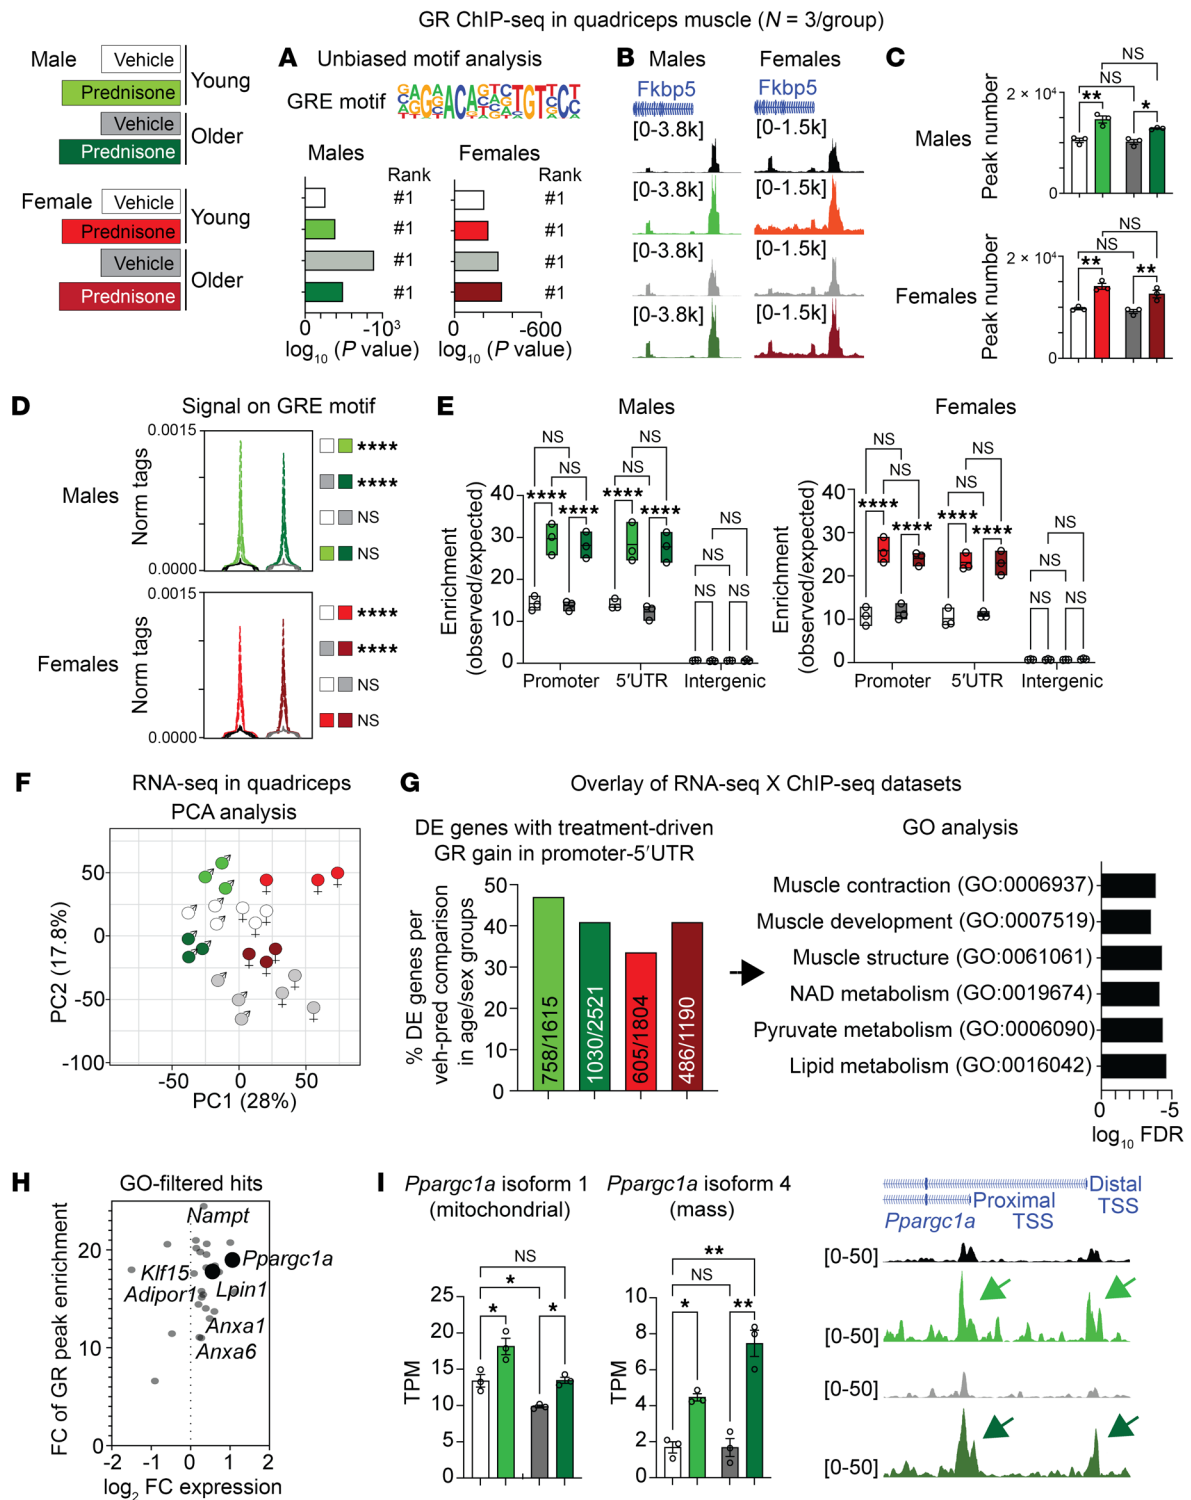 GR ChIP-seq in quadriceps muscle (N = 3/group)
Male
Vehicle
Prednisone
Young
Vehicle
Prednisone
Older
Female
Vehicle
Prednisone
Young
Vehicle
Prednisone
Older
A Unbiased motif analysis
GRE motif
Males Females
Rank Rank
#1 #1
#1 #1
#1 #1
#1 #1
0 -10³ 0 -600
log₁₀ (P value) log₁₀ (P value)
B Males Females
Fkbp5 Fkbp5
[0-3.8k] [0-1.5k]
[0-3.8k] [0-1.5k]
[0-3.8k] [0-1.5k]
[0-3.8k] [0-1.5k]
C
NS
NS
** *
2 × 10⁴
Peak number
0
Males
NS
NS
** **
2 × 10⁴
Peak number
0
Females
D Signal on GRE motif
0.0015
Norm tags
0.0000
Males
****
****
NS
NS
0.0015
Norm tags
0.0000
Females
****
****
NS
NS
E Males Females
NS NS
NS NS
NS NS
**** **** **** ****
NS
NS
NS NS
40
30
20
10
0
Enrichment
(observed/expected)
Promoter 5′UTR Intergenic
NS NS
NS NS
**** **** **** ****
NS
NS
NS NS
40
30
20
10
0
Enrichment
(observed/expected)
Promoter 5′UTR Intergenic
F RNA-seq in quadriceps
PCA analysis
50
0
-50
-100
PC2 (17.8%)
-50 0 50
PC1 (28%)
G Overlay of RNA-seq X ChIP-seq datasets
DE genes with treatment-driven
GR gain in promoter-5′UTR
% DE genes per
veh-pred comparison
in age/sex groups
50
40
30
20
10
0
758/1615
1030/2521
605/1804
486/1190
GO analysis
Muscle contraction (GO:0006937)
Muscle development (GO:0007519)
Muscle structure (GO:0061061)
NAD metabolism (GO:0019674)
Pyruvate metabolism (GO:0006090)
Lipid metabolism (GO:0016042)
0 -5
log₁₀ FDR
H GO-filtered hits
FC of GR peak enrichment
20
10
0
Nampt
Ppargc1a
Klf15
Adipor1
Lpin1
Anxa1
Anxa6
-2 -1 0 1 2
log₂ FC expression
I Ppargc1a isoform 1
(mitochondrial)
NS
*
* *
25
20
15
10
5
0
TPM
Ppargc1a isoform 4
(mass)
**
NS
* **
10
8
6
4
2
0
TPM
Distal
TSS
Proximal
TSS
Ppargc1a
[0-50]
[0-50]
[0-50]
[0-50]